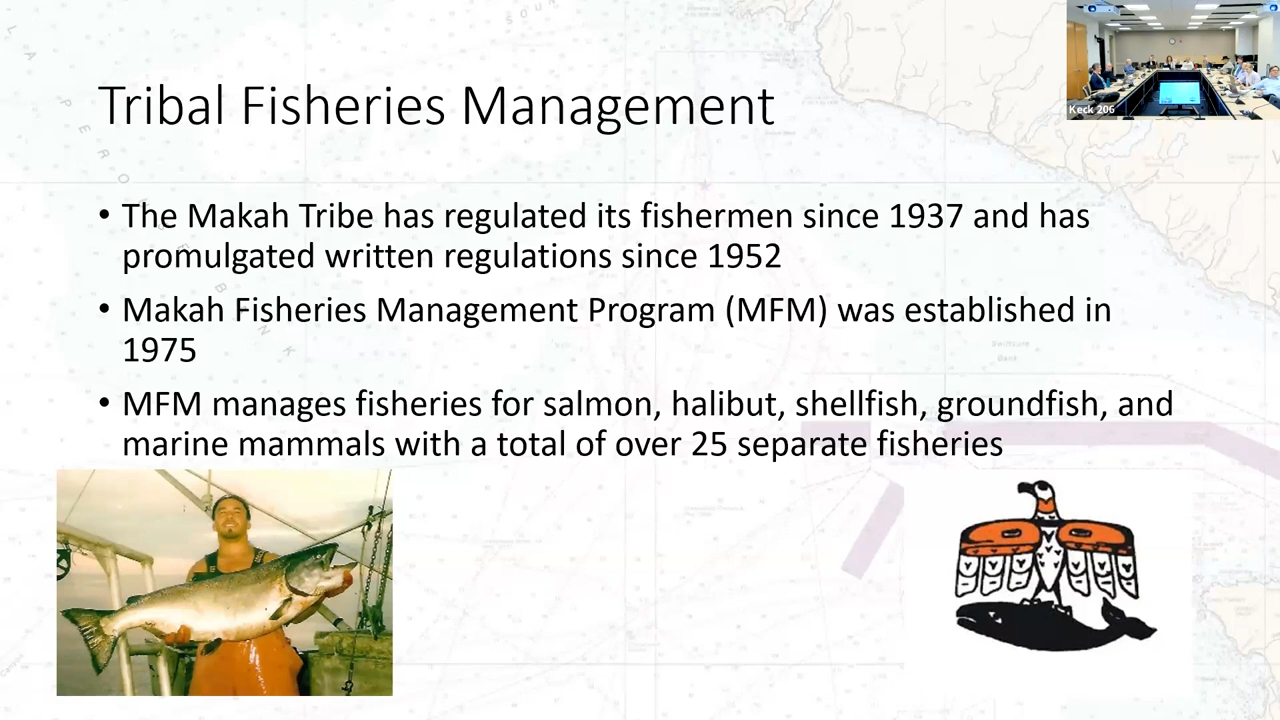 Tribal Fisheries Management
Keck 206
• The Makah Tribe has regulated its fishermen since 1937 and has
promulgated written regulations since 1952
• Makah Fisheries Management Program (MFM) was established in
1975
• MFM manages fisheries for salmon, halibut, shellfish, groundfish, and
marine mammals with a total of over 25 separate fisheries